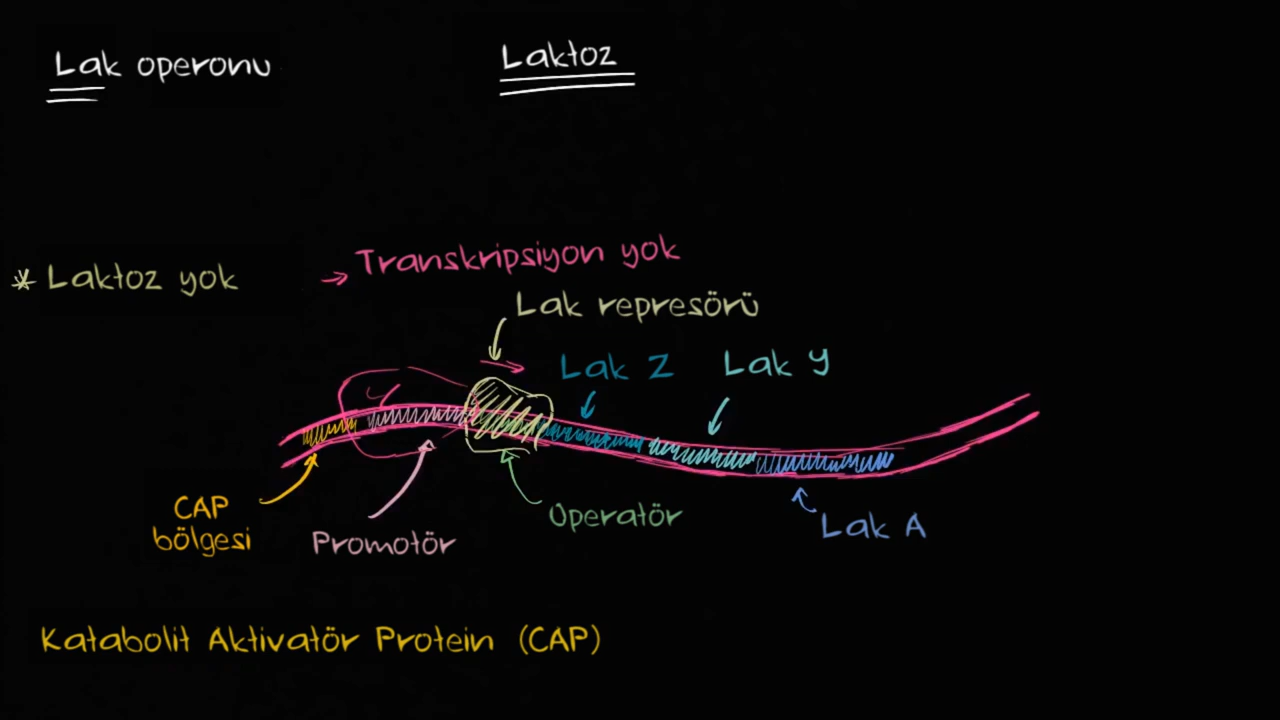 Lak operonu
Laktoz
* Laktoz yok
→ Transkripsiyon yok
Lak represörü
Lak Z
Lak Y
CAP
bölgesi
Promotör
Operatör
Lak A
Katabolit Aktivatör Protein (CAP)